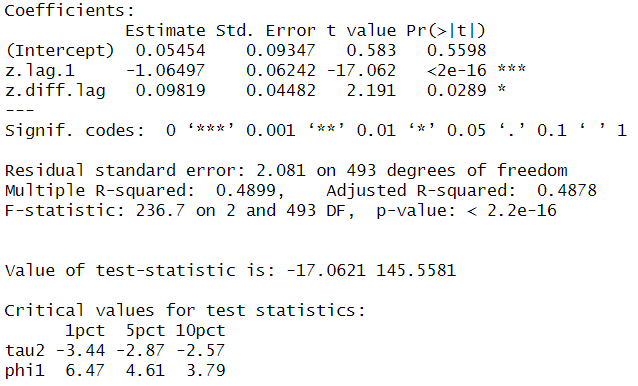 Coefficients:
            Estimate Std. Error t value Pr(>|t|)
(Intercept)  0.05454    0.09347   0.583   0.5598
z.lag.1     -1.06497    0.06242 -17.062   <2e-16 ***
z.diff.lag   0.09819    0.04482   2.191   0.0289 *
---
Signif. codes:  0 ‘***’ 0.001 ‘**’ 0.01 ‘*’ 0.05 ‘.’ 0.1 ‘ ’ 1
Residual standard error: 2.081 on 493 degrees of freedom
Multiple R-squared:  0.4899,    Adjusted R-squared:  0.4878
F-statistic: 236.7 on 2 and 493 DF,  p-value: < 2.2e-16
Value of test-statistic is: -17.0621 145.5581
Critical values for test statistics:
      1pct  5pct 10pct
tau2 -3.44 -2.87 -2.57
phi1  6.47  4.61  3.79